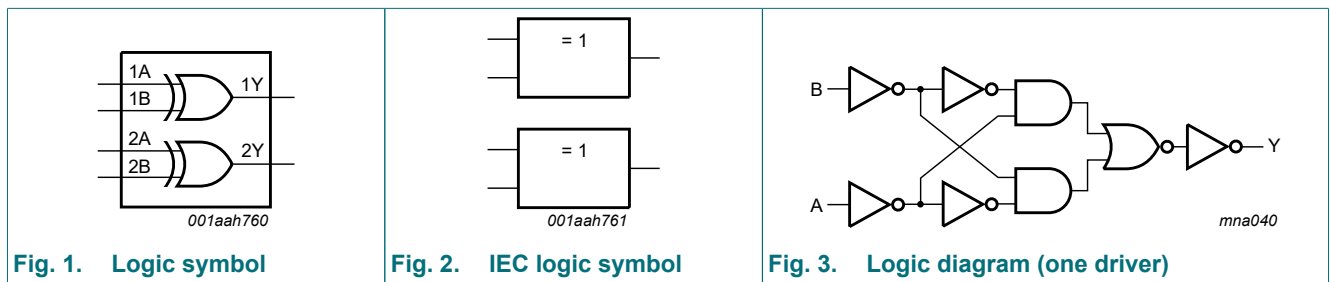 1A
1Y
1B
2A
2Y
2B
001aah760
Fig. 1. Logic symbol
= 1
= 1
001aah761
Fig. 2. IEC logic symbol
B
Y
A
mna040
Fig. 3. Logic diagram (one driver)